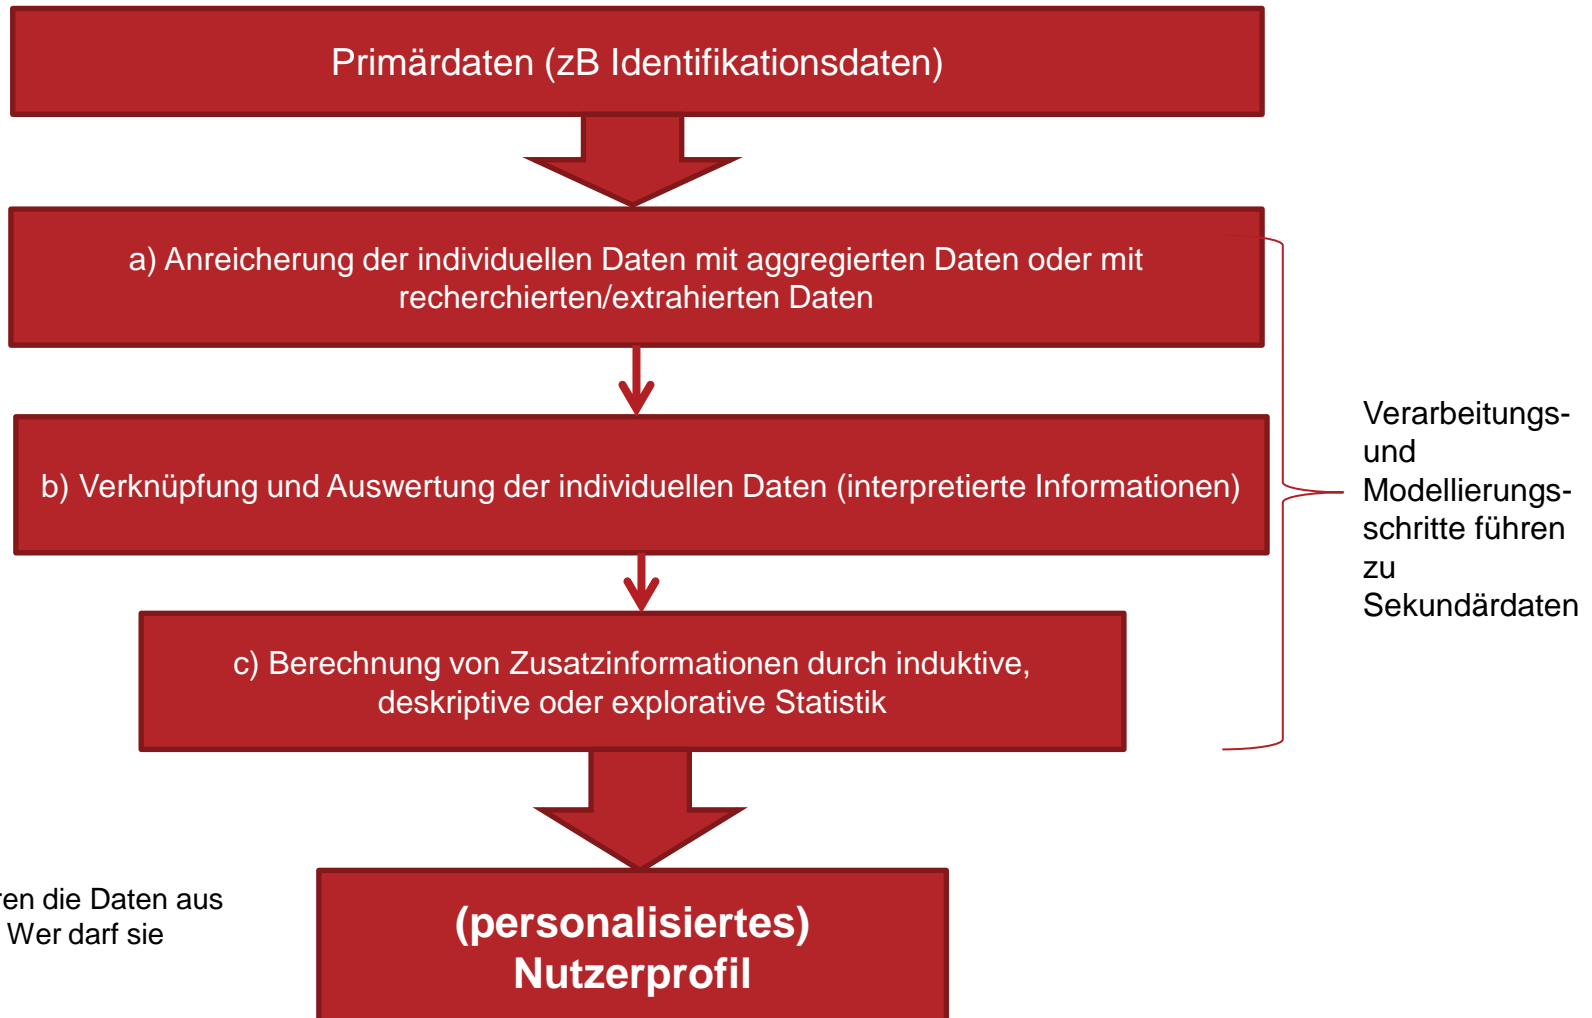 Primärdaten (zB Identifikationsdaten)
a) Anreicherung der individuellen Daten mit aggregierten Daten oder mit
recherchierten/extrahierten Daten
b) Verknüpfung und Auswertung der individuellen Daten (interpretierte Informationen)
c) Berechnung von Zusatzinformationen durch induktive,
deskriptive oder explorative Statistik
Verarbeitungs-
und
Modellierungs-
schritte führen
zu
Sekundärdaten
die Daten aus
Wer darf sie
(personalisiertes)
Nutzerprofil